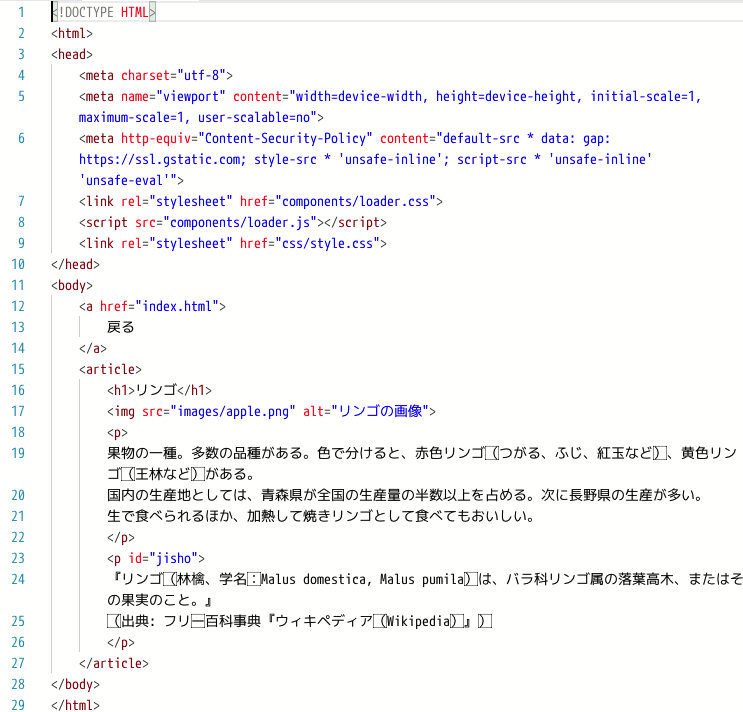 1 <!DOCTYPE HTML>
2 <html>
3 <head>
4 <meta charset="utf-8">
5 <meta name="viewport" content="width=device-width, height=device-height, initial-scale=1,
maximum-scale=1, user-scalable=no">
6 <meta http-equiv="Content-Security-Policy" content="default-src * data: gap:
https://ssl.gstatic.com; style-src * 'unsafe-inline'; script-src * 'unsafe-inline'
'unsafe-eval'">
7 <link rel="stylesheet" href="components/loader.css">
8 <script src="components/loader.js"></script>
9 <link rel="stylesheet" href="css/style.css">
10 </head>
11 <body>
12 <a href="index.html">
13 戻る
14 </a>
15 <article>
16 <h1>リンゴ</h1>
17 <img src="images/apple.png" alt="リンゴの画像">
18 <p>
19 果物の一種。多数の品種がある。色で分けると、赤色リンゴ（つがる、ふじ、紅玉など）、黄色リン
ゴ（王林など）がある。
20 国内の生産地としては、青森県が全国の生産量の半数以上を占める。次に長野県の生産が多い。
21 生で食べられるほか、加熱して焼きリンゴとして食べてもおいしい。
22 </p>
23 <p id="jisho">
24 『リンゴ（林檎、学名：Malus domestica, Malus pumila）は、バラ科リンゴ属の落葉高木、またはそ
の果実のこと。』
25 （出典: フリー百科事典『ウィキペディア（Wikipedia）』）
26 </p>
27 </article>
28 </body>
29 </html>